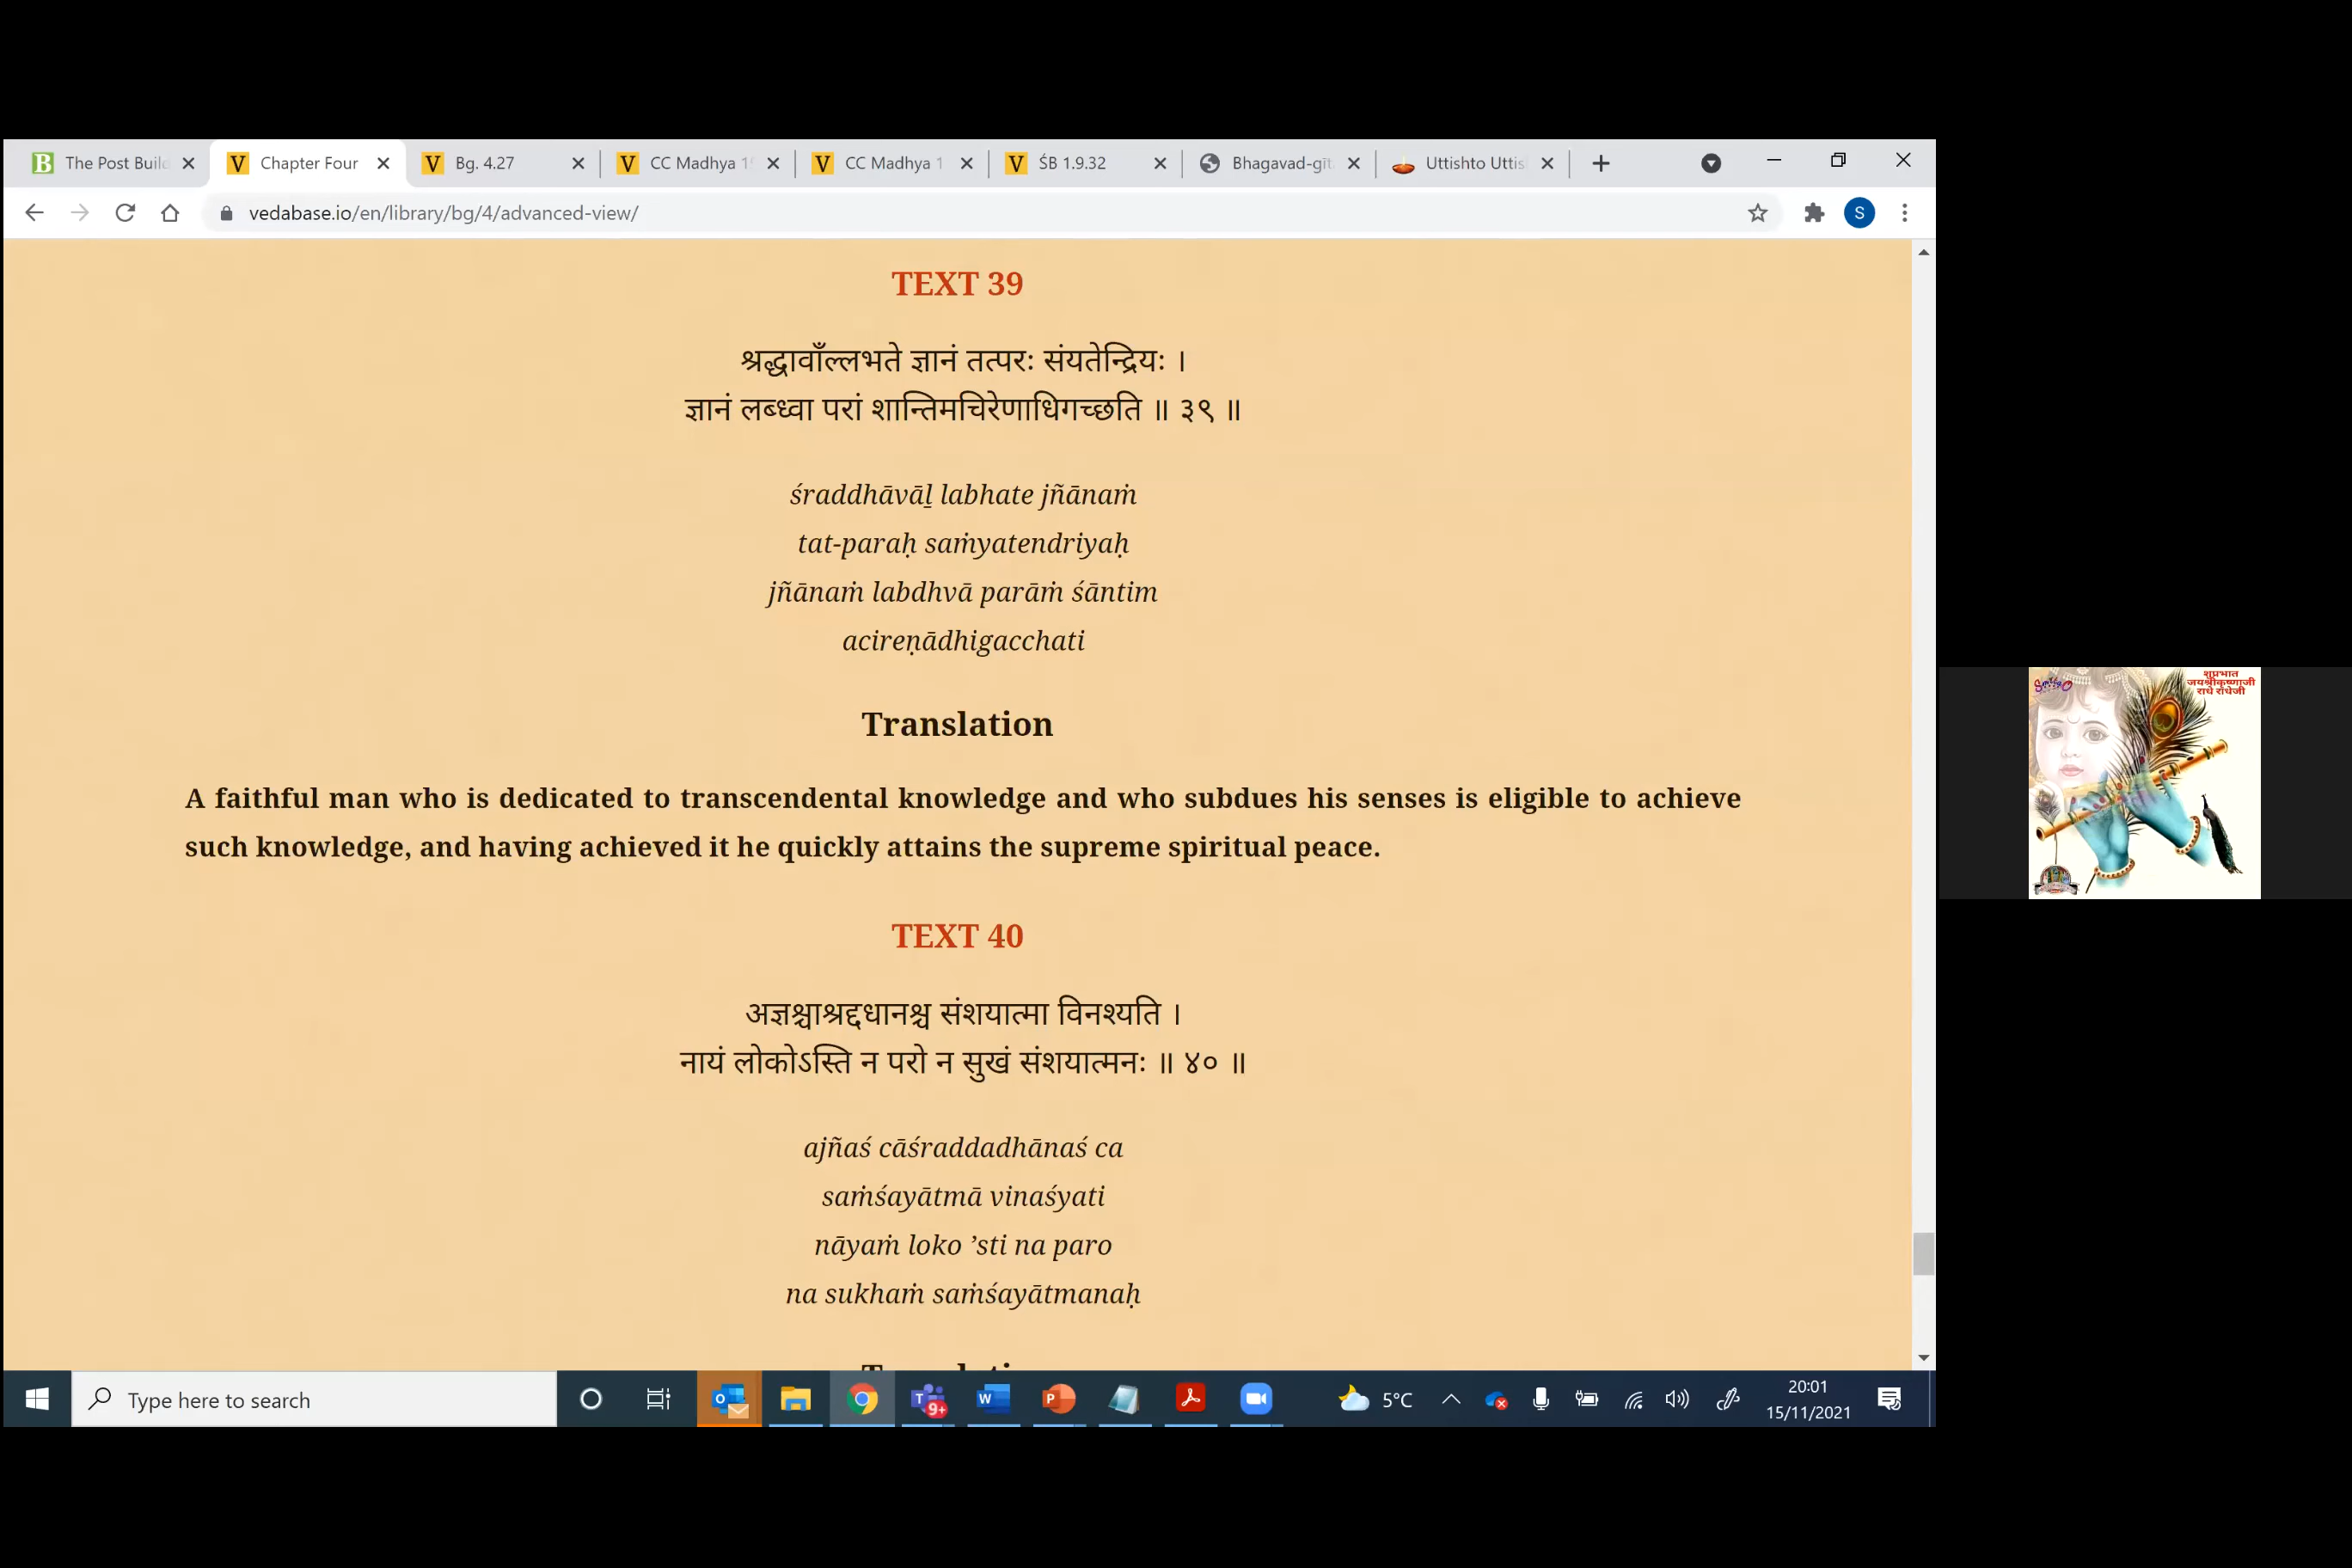 The Post Build
Chapter Four
Bg. 4.27
CC Madhya 1
CC Madhya 1
ŚB 1.9.32
Bhagavad-gīt
Uttishto Uttis
vedabase.io/en/library/bg/4/advanced-view/
S
TEXT 39
श्रद्धावाँल्ल‍भते ज्ञानं तत्परः संयतेन्द्रियः ।
ज्ञानं लब्ध्वा परां शान्तिमचिरेणाधिगच्छति ॥ ३९ ॥
śraddhāvāḻ labhate jñānaṁ
tat-paraḥ saṁyatendriyaḥ
jñānaṁ labdhvā parāṁ śāntim
acireṇādhigacchati
Translation
A faithful man who is dedicated to transcendental knowledge and who subdues his senses is eligible to achieve
such knowledge, and having achieved it he quickly attains the supreme spiritual peace.
TEXT 40
अज्ञश्चाश्रद्दधानश्च संशयात्मा विनश्यति ।
नायं लोकोऽस्ति न परो न सुखं संशयात्मनः ॥ ४० ॥
ajñaś cāśraddadhānaś ca
saṁśayātmā vinaśyati
nāyaṁ loko ’sti na paro
na sukhaṁ saṁśayātmanaḥ
शुप्रभात
जयश्रीकृष्णाजी
राधे राधेजी
Type here to search
9+
5°C
20:01
15/11/2021